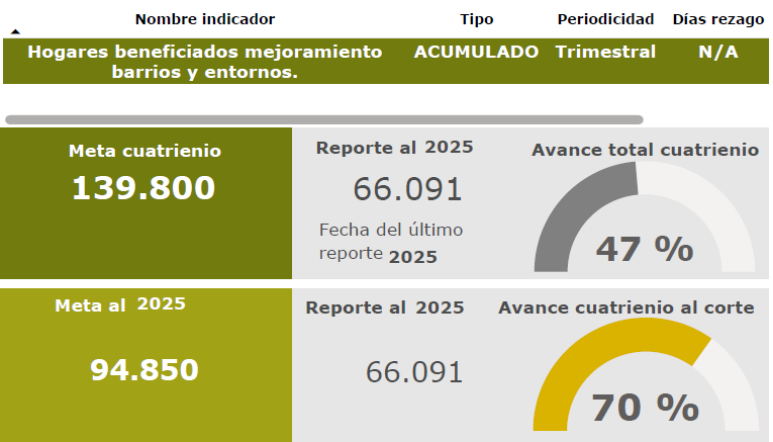 Nombre indicador Tipo Periodicidad Días rezago
Hogares beneficiados mejoramiento barrios y entornos. ACUMULADO Trimestral N/A
Meta cuatrienio
139.800
Reporte al 2025
66.091
Fecha del último
reporte 2025
Avance total cuatrienio
47 %
Meta al 2025
94.850
Reporte al 2025
66.091
Avance cuatrienio al corte
70 %